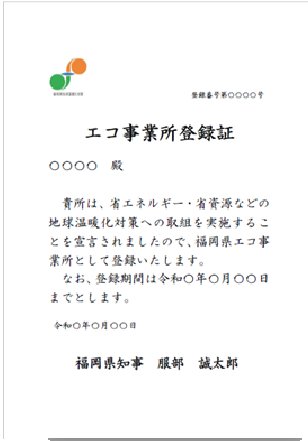 登録番号第〇〇〇〇号
エコ事業所登録証
〇〇〇〇　殿
貴所は、省エネルギー・省資源などの
地球温暖化対策への取組を実施するこ
とを宣言されましたので、福岡県エコ事
業所として登録いたします。
なお、登録期間は令和〇年〇月〇〇日
までとします。
令和〇年〇月〇〇日
福岡県知事　服部　誠太郎